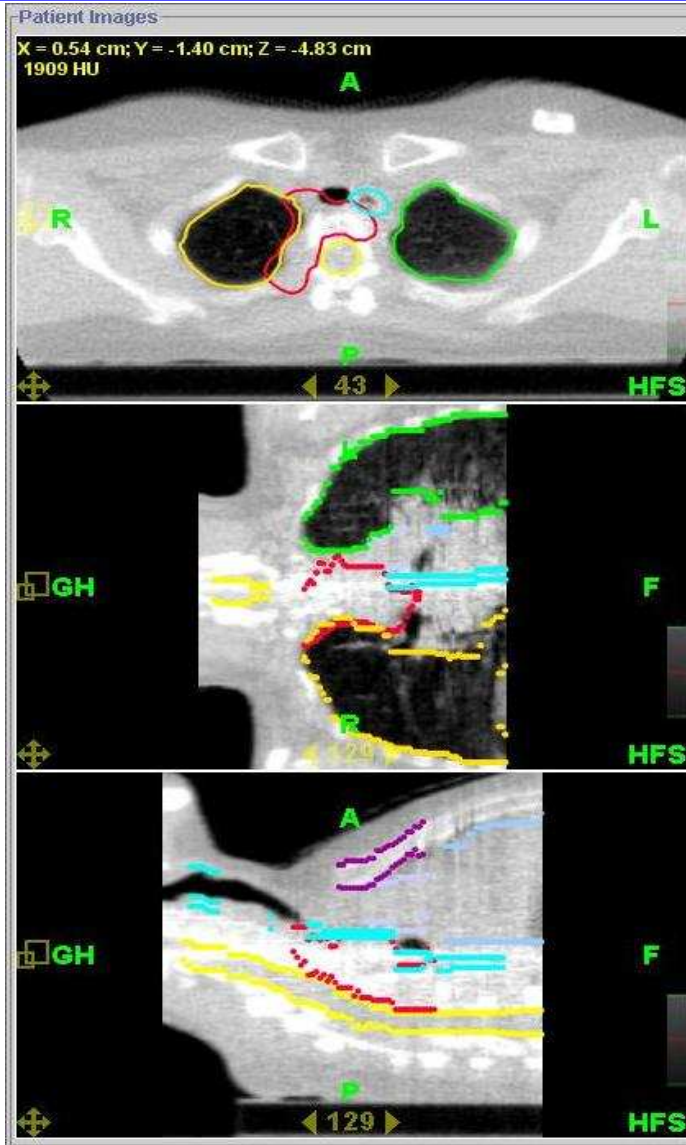 Patient Images
X = 0.54 cm; Y = -1.40 cm; Z = -4.83 cm
1909 HU
A
R
L
P
43
HFS
L
GH
F
R
129
HFS
A
GH
F
P
129
HFS